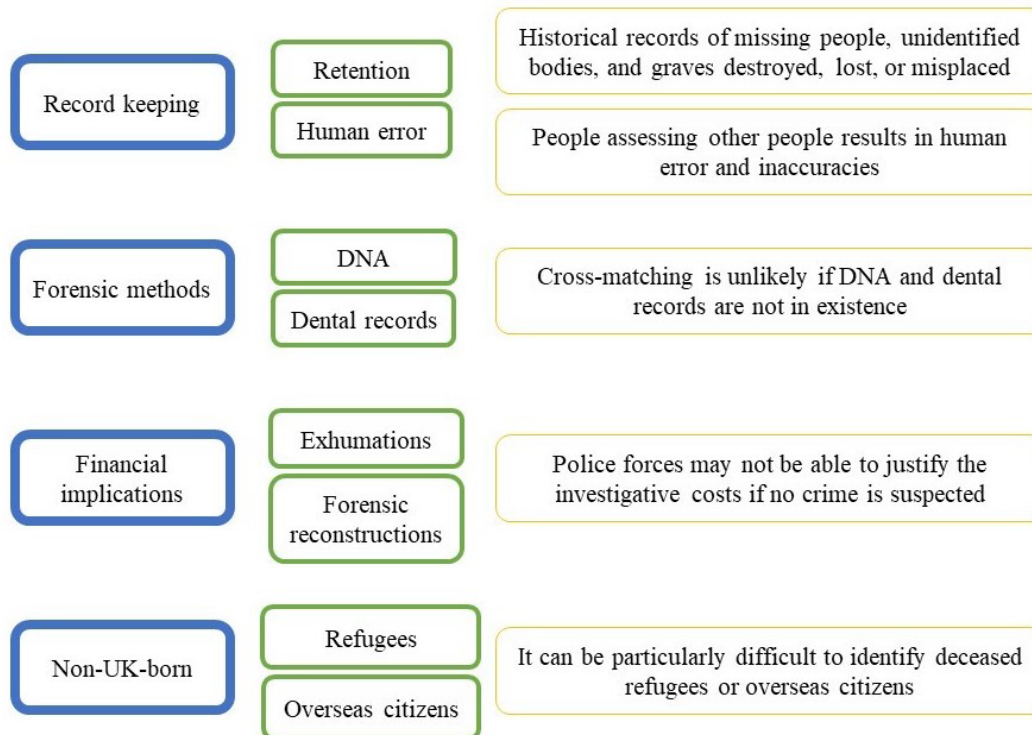 Record keeping
Retention
Human error
Historical records of missing people, unidentified
bodies, and graves destroyed, lost, or misplaced
People assessing other people results in human
error and inaccuracies
Forensic methods
DNA
Dental records
Cross-matching is unlikely if DNA and dental
records are not in existence
Financial
implications
Exhumations
Forensic
reconstructions
Police forces may not be able to justify the
investigative costs if no crime is suspected
Non-UK-born
Refugees
Overseas citizens
It can be particularly difficult to identify deceased
refugees or overseas citizens